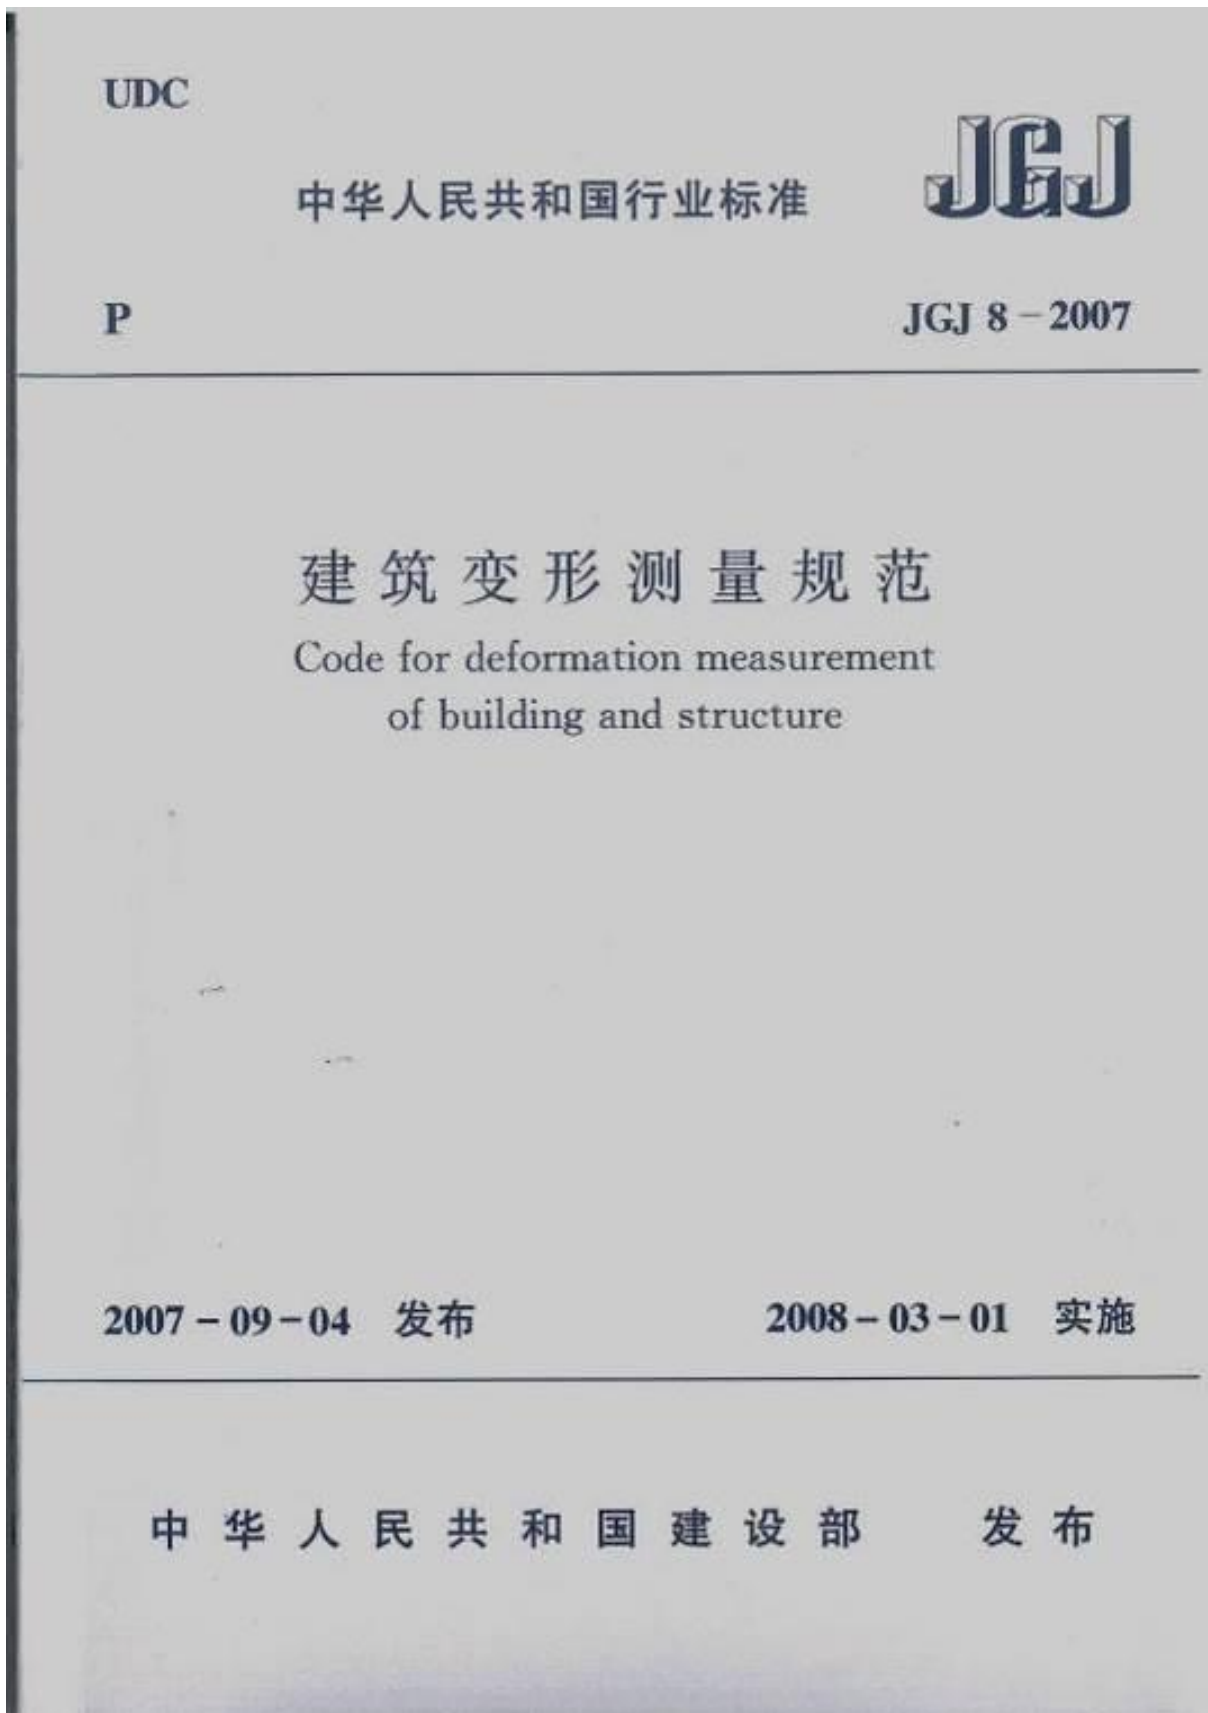 UDC
JGJ
中华人民共和国行业标准
P
JGJ 8－2007
建筑变形测量规范
Code for deformation measurement
of building and structure
2007－09－04 发布
2008－03－01 实施
中华人民共和国建设部 发布